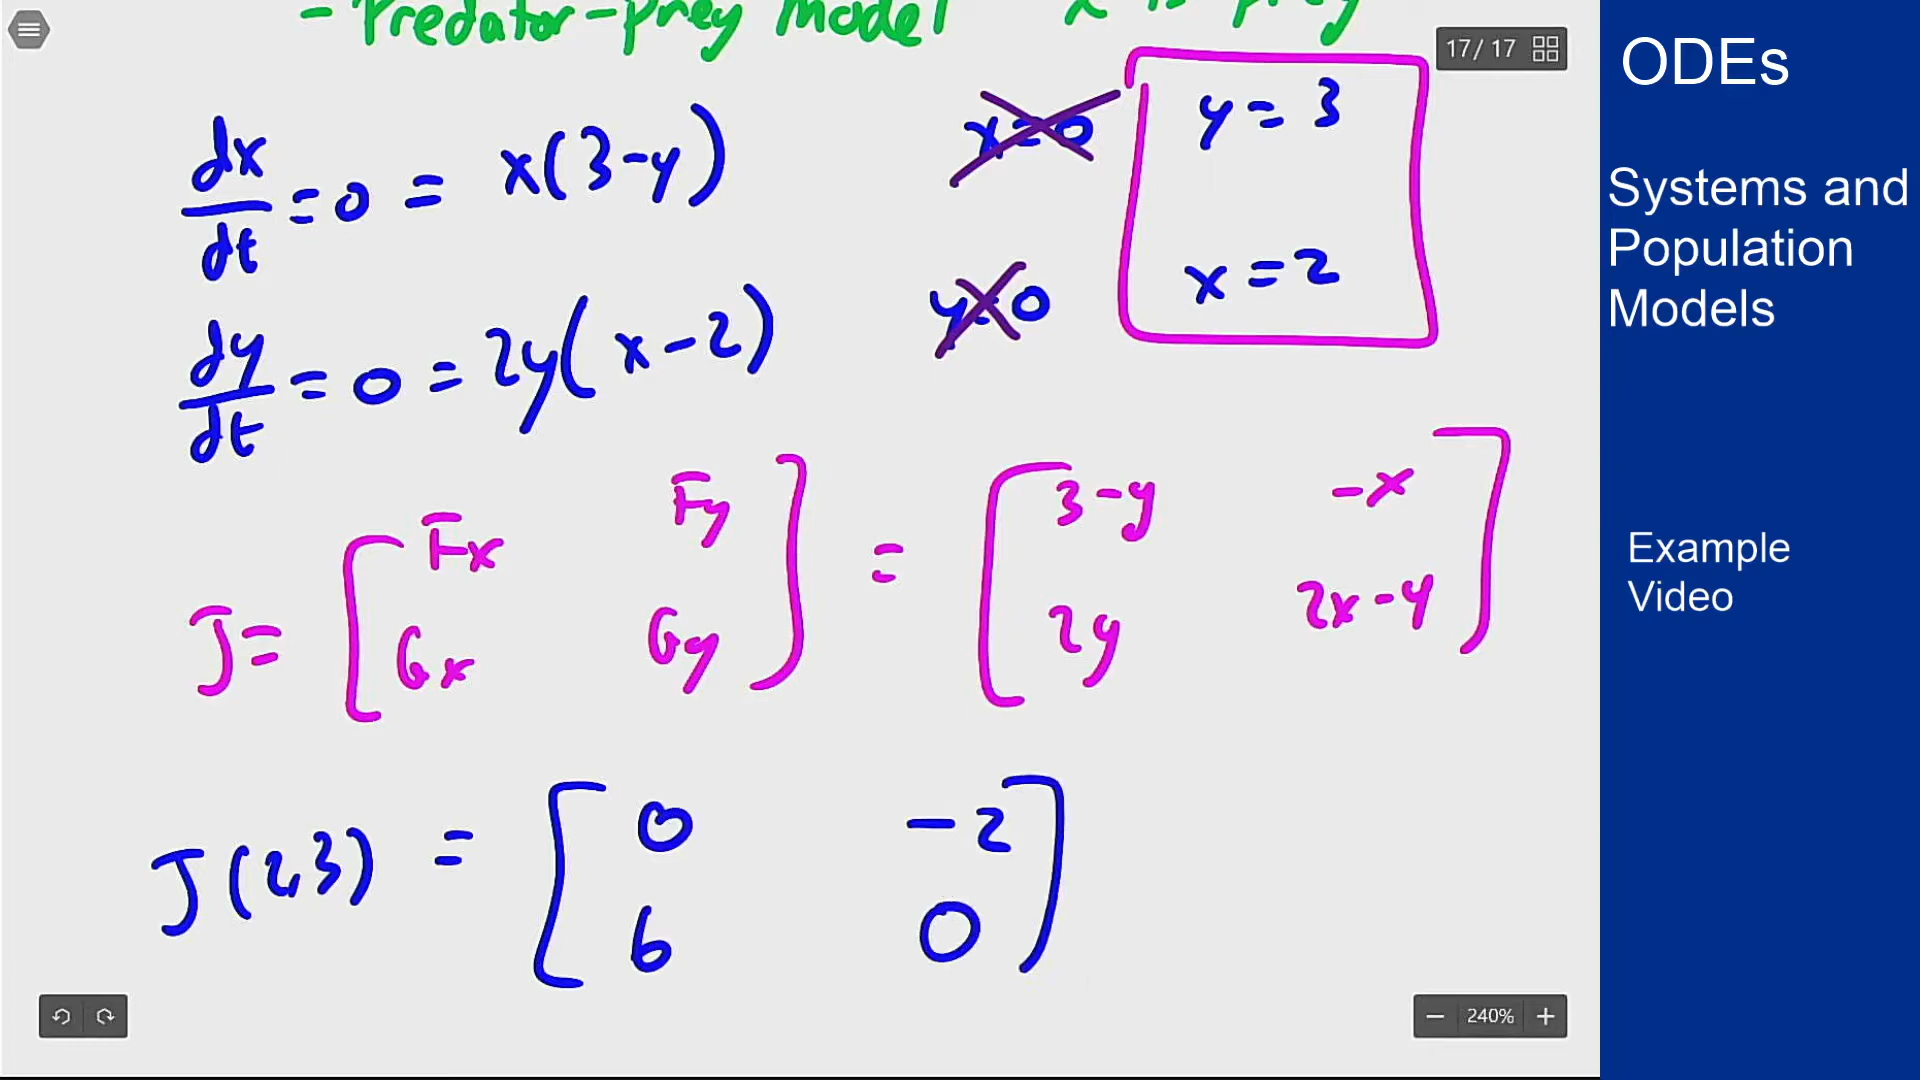 - Predator-prey Model x is prey
17/17
dx/dt = 0 = x(3-y) x=0 y = 3
dy/dt = 0 = 2y(x-2) y=0 x = 2
J = [ Fx Fy ] = [ 3-y -x ]
[ Gx Gy ] [ 2y 2x-4 ]
J(2,3) = [ 0 -2 ]
[ 6 0 ]
240%
ODEs
Systems and
Population
Models
Example
Video